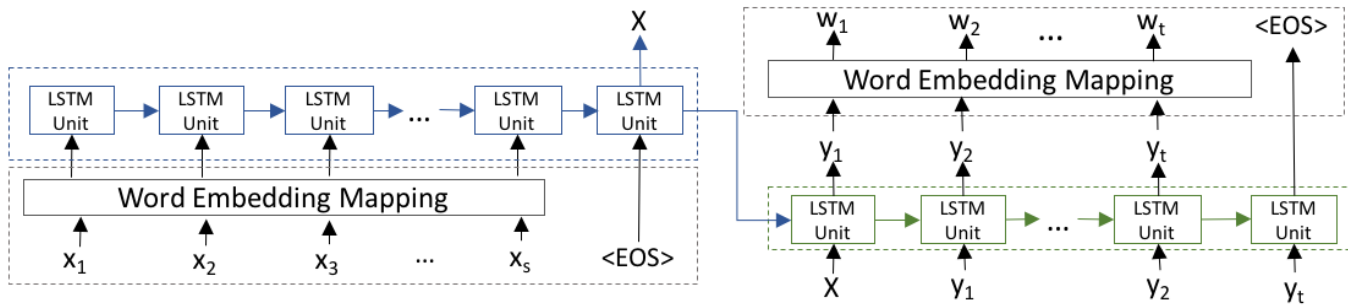 X
LSTM Unit LSTM Unit LSTM Unit ... LSTM Unit LSTM Unit
Word Embedding Mapping
x1 x2 x3 ... xs <EOS>
w1 w2 ... wt <EOS>
Word Embedding Mapping
y1 y2 yt
LSTM Unit LSTM Unit ... LSTM Unit LSTM Unit
X y1 y2 yt